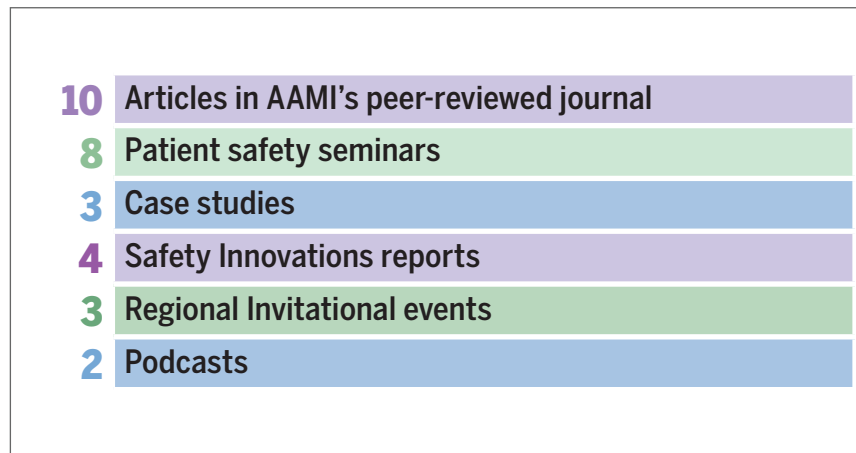 10 Articles in AAMI’s peer-reviewed journal
8 Patient safety seminars
3 Case studies
4 Safety Innovations reports
3 Regional Invitational events
2 Podcasts